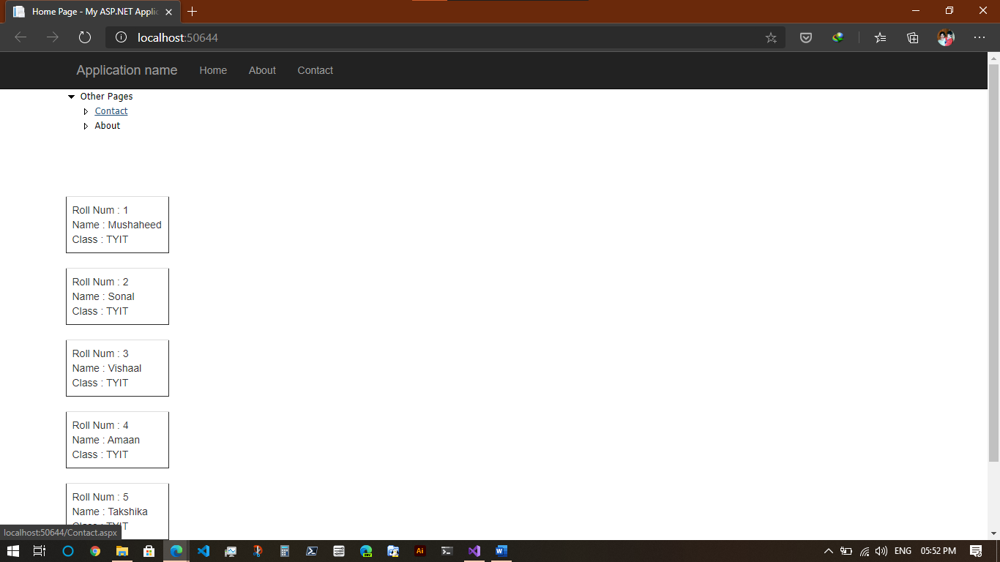 Home Page - My ASP.NET Applic
localhost:50644
Application name Home About Contact
Other Pages
Contact
About
Roll Num : 1
Name : Mushaheed
Class : TYIT
Roll Num : 2
Name : Sonal
Class : TYIT
Roll Num : 3
Name : Vishaal
Class : TYIT
Roll Num : 4
Name : Amaan
Class : TYIT
Roll Num : 5
Name : Takshika
Class : TYIT
localhost:50644/Contact.aspx
Ai
ENG 05:52 PM